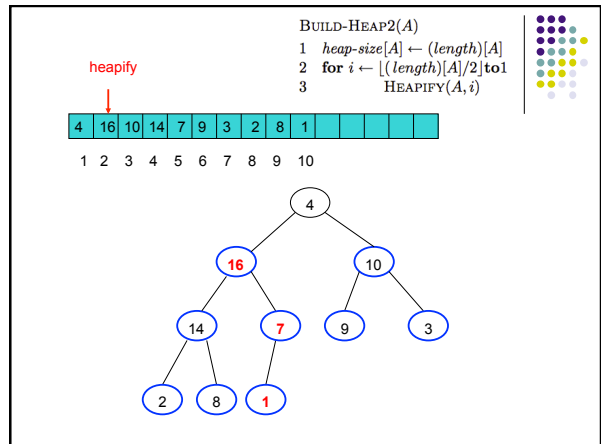 BUILD-HEAP2(A)
1 heap-size[A] ← (length)[A]
2 for i ← ⌊(length)[A]/2⌋to1
3 HEAPIFY(A, i)
heapify
4 16 10 14 7 9 3 2 8 1
1 2 3 4 5 6 7 8 9 10
4
16 10
14 7 9 3
2 8 1